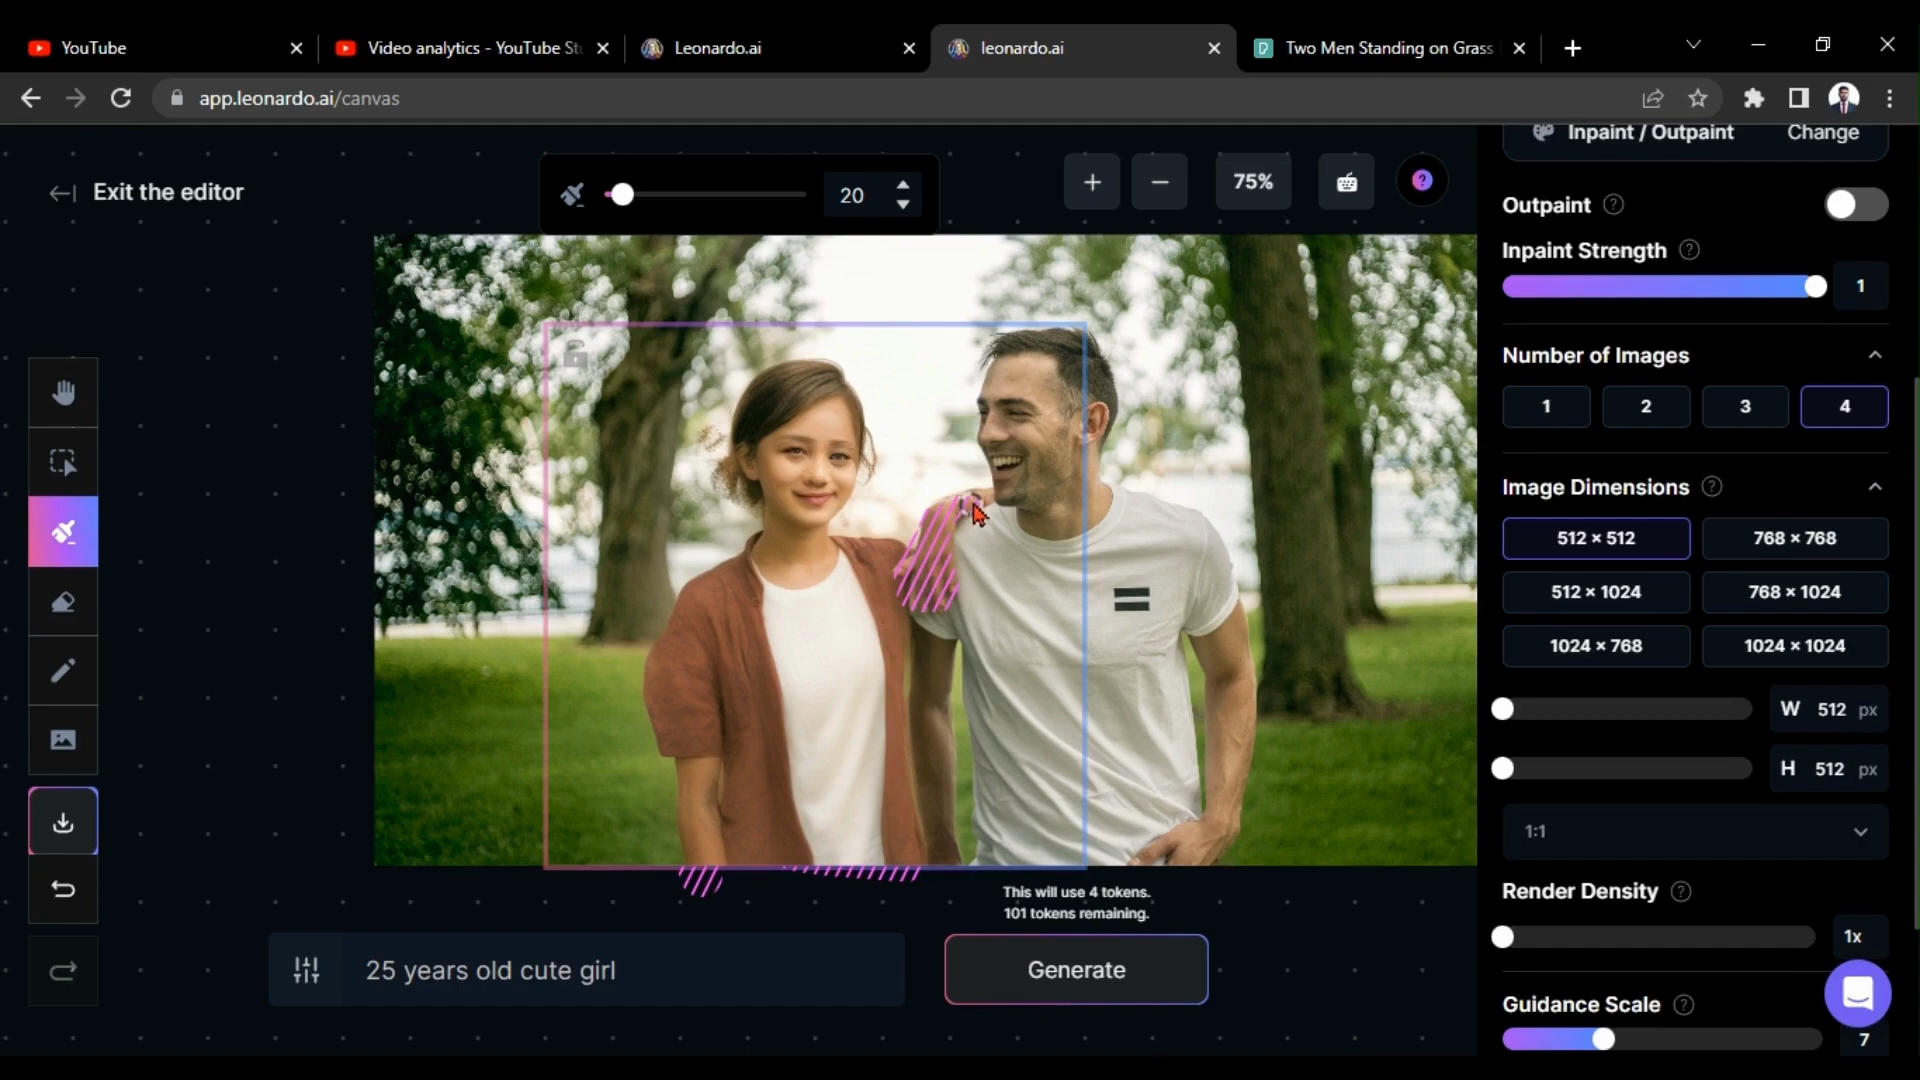 YouTube
Video analytics - YouTube St
Leonardo.ai
leonardo.ai
Two Men Standing on Grass
app.leonardo.ai/canvas
Exit the editor
20
75%
?
Inpaint / Outpaint
Change
Outpaint ?
Inpaint Strength ?
1
Number of Images
1
2
3
4
Image Dimensions ?
512 × 512
768 × 768
512 × 1024
768 × 1024
1024 × 768
1024 × 1024
W 512 px
H 512 px
1:1
Render Density ?
1x
Guidance Scale ?
7
This will use 4 tokens.
101 tokens remaining.
25 years old cute girl
Generate